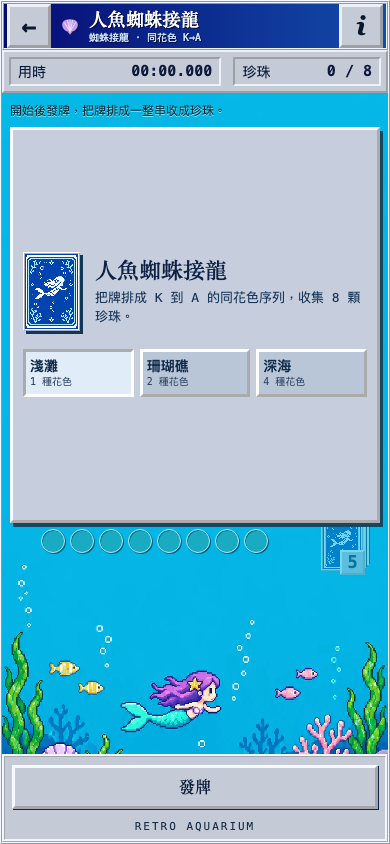 ←
人魚蜘蛛接龍
蜘蛛接龍 · 同花色 K→A
i
用時 00:00.000
珍珠 0 / 8
開始後發牌、把牌排成一整串收成珍珠。
人魚蜘蛛接龍
把牌排成 K 到 A 的同花色序列，收集 8 顆
珍珠。
淺灘
1 種花色
珊瑚礁
2 種花色
深海
4 種花色
5
發牌
RETRO AQUARIUM